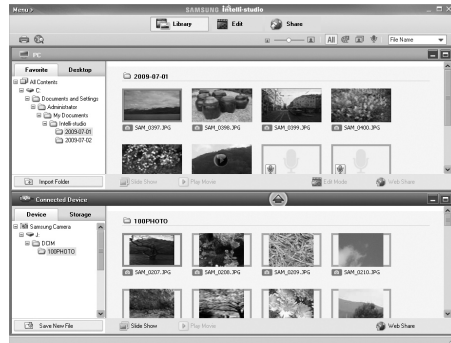 Menu >
SAMSUNG intelli-studio
Library
Edit
Share
All
File Name
PC
Favorite
Desktop
All Contents
C
Documents and Settings
Administrator
My Documents
Intelli-studio
2009-07-01
2009-07-02
Import Folder
2009-07-01
SAM_0397.JPG
SAM_0398.JPG
SAM_0399.JPG
SAM_0400.JPG
Slide Show
Play Movie
Edit Mode
Web Share
Connected Device
Device
Storage
Samsung Camera
J:
DCIM
100PHOTO
Save New File
100PHOTO
SAM_0207.JPG
SAM_0208.JPG
SAM_0209.JPG
SAM_0210.JPG
Slide Show
Play Movie
Web Share